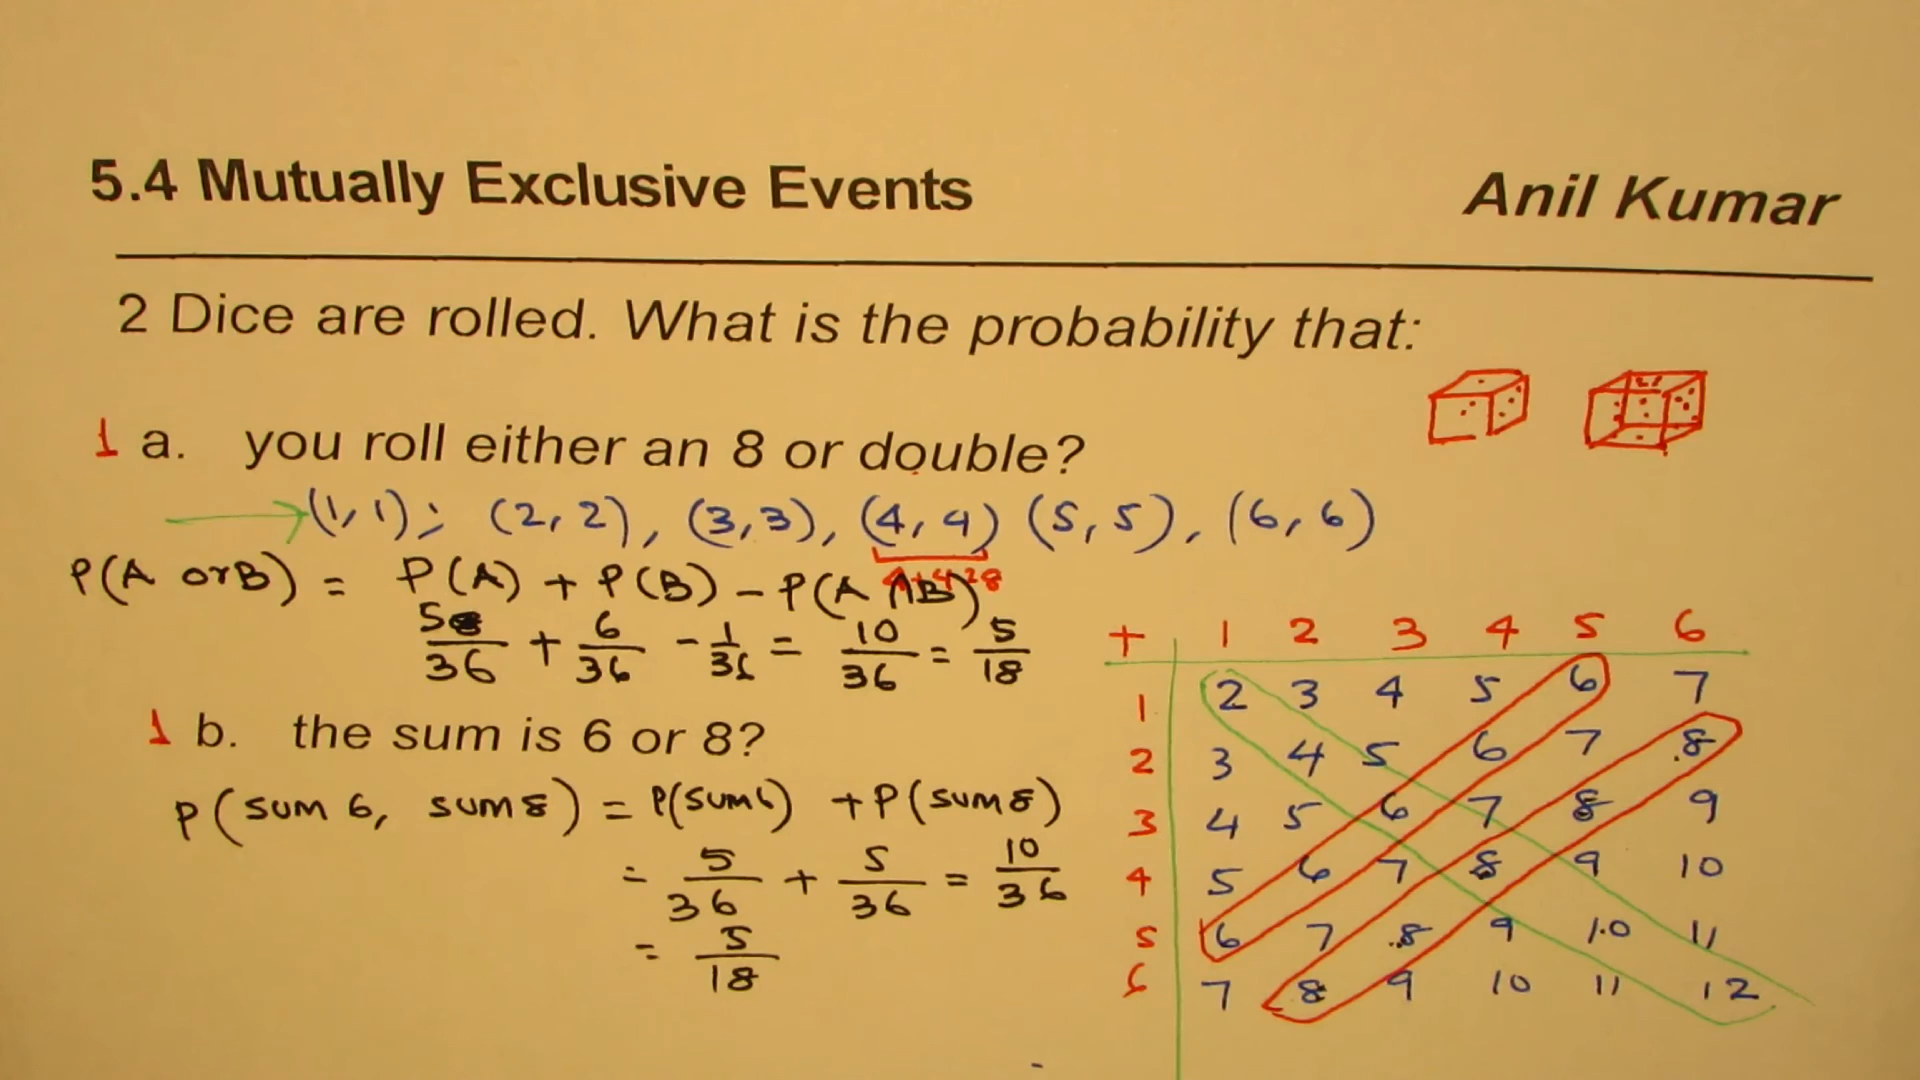 5.4 Mutually Exclusive Events Anil Kumar
2 Dice are rolled. What is the probability that:
1 a. you roll either an 8 or double?
(1,1); (2,2), (3,3), (4,4) (5,5), (6,6)
4+4=8
P(A or B) = P(A) + P(B) - P(A ∩ B)
5/36 + 6/36 - 1/36 = 10/36 = 5/18
1 b. the sum is 6 or 8?
P(sum 6, sum 8) = P(sum 6) + P(sum 8)
= 5/36 + 5/36 = 10/36
= 5/18
+ 1 2 3 4 5 6
1 2 3 4 5 6 7
2 3 4 5 6 7 8
3 4 5 6 7 8 9
4 5 6 7 8 9 10
5 6 7 8 9 10 11
6 7 8 9 10 11 12